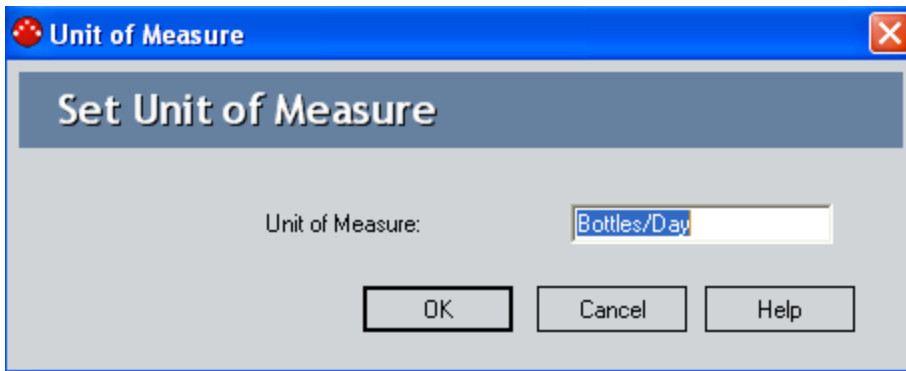 Unit of Measure
Set Unit of Measure
Unit of Measure: Bottles/Day
OK Cancel Help